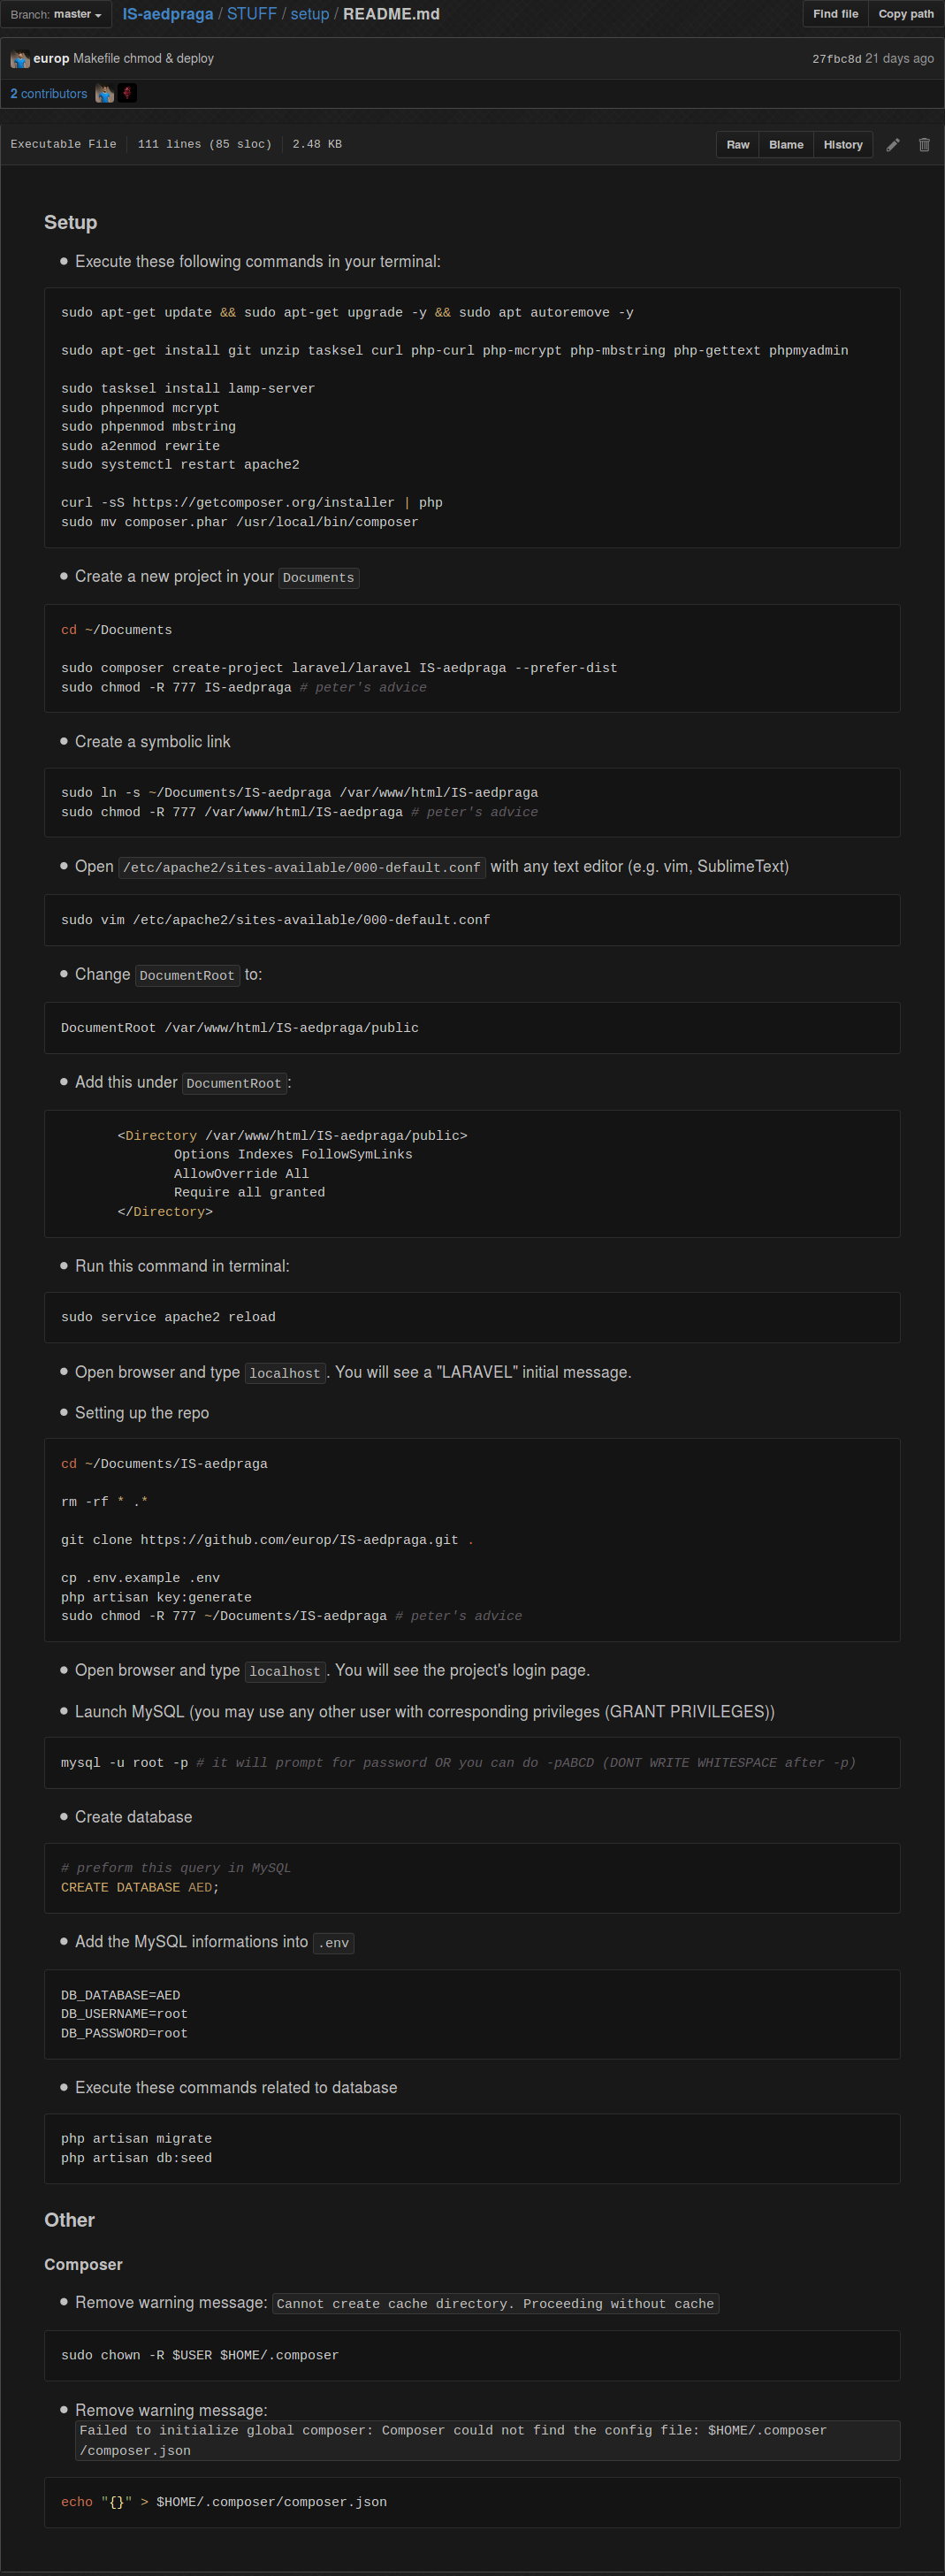 Branch: master
IS-aedpraga / STUFF / setup / README.md
Find file
Copy path
europ Makefile chmod & deploy
27fbc8d 21 days ago
2 contributors
Executable File
111 lines (85 sloc)
2.48 KB
Raw
Blame
History
Setup
Execute these following commands in your terminal:
sudo apt-get update && sudo apt-get upgrade -y && sudo apt autoremove -y
sudo apt-get install git unzip tasksel curl php-curl php-mcrypt php-mbstring php-gettext phpmyadmin
sudo tasksel install lamp-server
sudo phpenmod mcrypt
sudo phpenmod mbstring
sudo a2enmod rewrite
sudo systemctl restart apache2
curl -sS https://getcomposer.org/installer | php
sudo mv composer.phar /usr/local/bin/composer
Create a new project in your Documents
cd ~/Documents
sudo composer create-project laravel/laravel IS-aedpraga --prefer-dist
sudo chmod -R 777 IS-aedpraga # peter's advice
Create a symbolic link
sudo ln -s ~/Documents/IS-aedpraga /var/www/html/IS-aedpraga
sudo chmod -R 777 /var/www/html/IS-aedpraga # peter's advice
Open /etc/apache2/sites-available/000-default.conf with any text editor (e.g. vim, SublimeText)
sudo vim /etc/apache2/sites-available/000-default.conf
Change DocumentRoot to:
DocumentRoot /var/www/html/IS-aedpraga/public
Add this under DocumentRoot:
<Directory /var/www/html/IS-aedpraga/public>
Options Indexes FollowSymLinks
AllowOverride All
Require all granted
</Directory>
Run this command in terminal:
sudo service apache2 reload
Open browser and type localhost. You will see a "LARAVEL" initial message.
Setting up the repo
cd ~/Documents/IS-aedpraga
rm -rf * .*
git clone https://github.com/europ/IS-aedpraga.git .
cp .env.example .env
php artisan key:generate
sudo chmod -R 777 ~/Documents/IS-aedpraga # peter's advice
Open browser and type localhost. You will see the project's login page.
Launch MySQL (you may use any other user with corresponding privileges (GRANT PRIVILEGES))
mysql -u root -p # it will prompt for password OR you can do -pABCD (DONT WRITE WHITESPACE after -p)
Create database
# preform this query in MySQL
CREATE DATABASE AED;
Add the MySQL informations into .env
DB_DATABASE=AED
DB_USERNAME=root
DB_PASSWORD=root
Execute these commands related to database
php artisan migrate
php artisan db:seed
Other
Composer
Remove warning message: Cannot create cache directory. Proceeding without cache
sudo chown -R $USER $HOME/.composer
Remove warning message:
Failed to initialize global composer: Composer could not find the config file: $HOME/.composer
/composer.json
echo "{}" > $HOME/.composer/composer.json